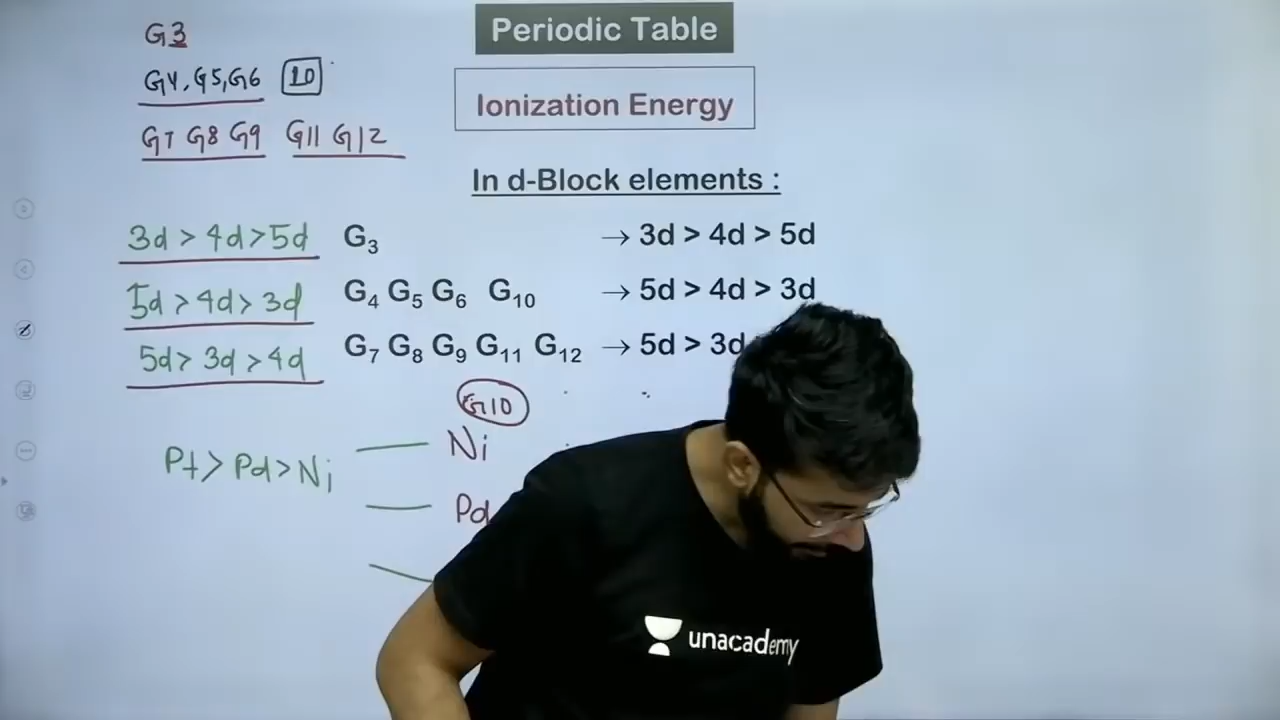 G3
Periodic Table
G4, G5, G6 10
Ionization Energy
G7 G8 G9 G11 G12
In d-Block elements :
3d > 4d > 5d G3 → 3d > 4d > 5d
5d > 4d > 3d G4 G5 G6 G10 → 5d > 4d > 3d
5d > 3d > 4d G7 G8 G9 G11 G12 → 5d > 3d
G10
Pt > Pd > Ni Ni
Pd
unacademy